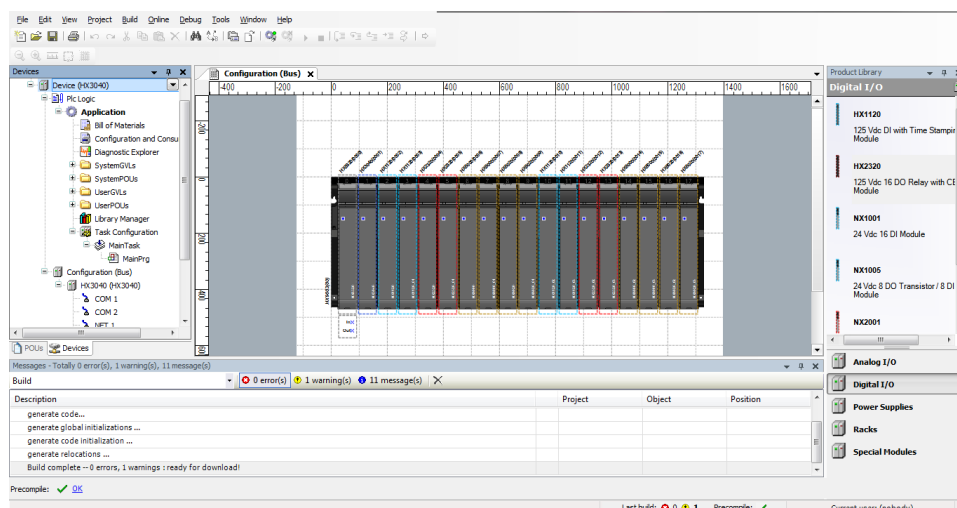 File Edit View Project Build Online Debug Tools Window Help
Devices
Configuration (Bus)
Product Library
Device (HX3040)
Plc Logic
Application
Bill of Materials
Configuration and Consu
Diagnostic Explorer
SystemGVLs
SystemPOUs
UserGVLs
UserPOUs
Library Manager
Task Configuration
MainTask
MainPrg
Configuration (Bus)
HX3040 (HX3040)
COM 1
COM 2
NET 1
POUs Devices
-400 -200 0 200 400 600 800 1000 1200 1400 1600
Digital I/O
HX1120
125 Vdc DI with Time Stampin
Module
HX2320
125 Vdc 16 DO Relay with CB
Module
NX1001
24 Vdc 16 DI Module
NX1005
24 Vdc 8 DO Transistor / 8 DI
Module
NX2001
Analog I/O
Digital I/O
Power Supplies
Racks
Special Modules
Messages - Totally 0 error(s), 1 warning(s), 11 message(s)
Build 0 error(s) 1 warning(s) 11 message(s)
Description Project Object Position
generate code...
generate global initializations ...
generate code initialization ...
generate relocations ...
Build complete -- 0 errors, 1 warnings : ready for download!
Precompile: OK
Last build: 0 1 Precompile: Current user: (nobody)